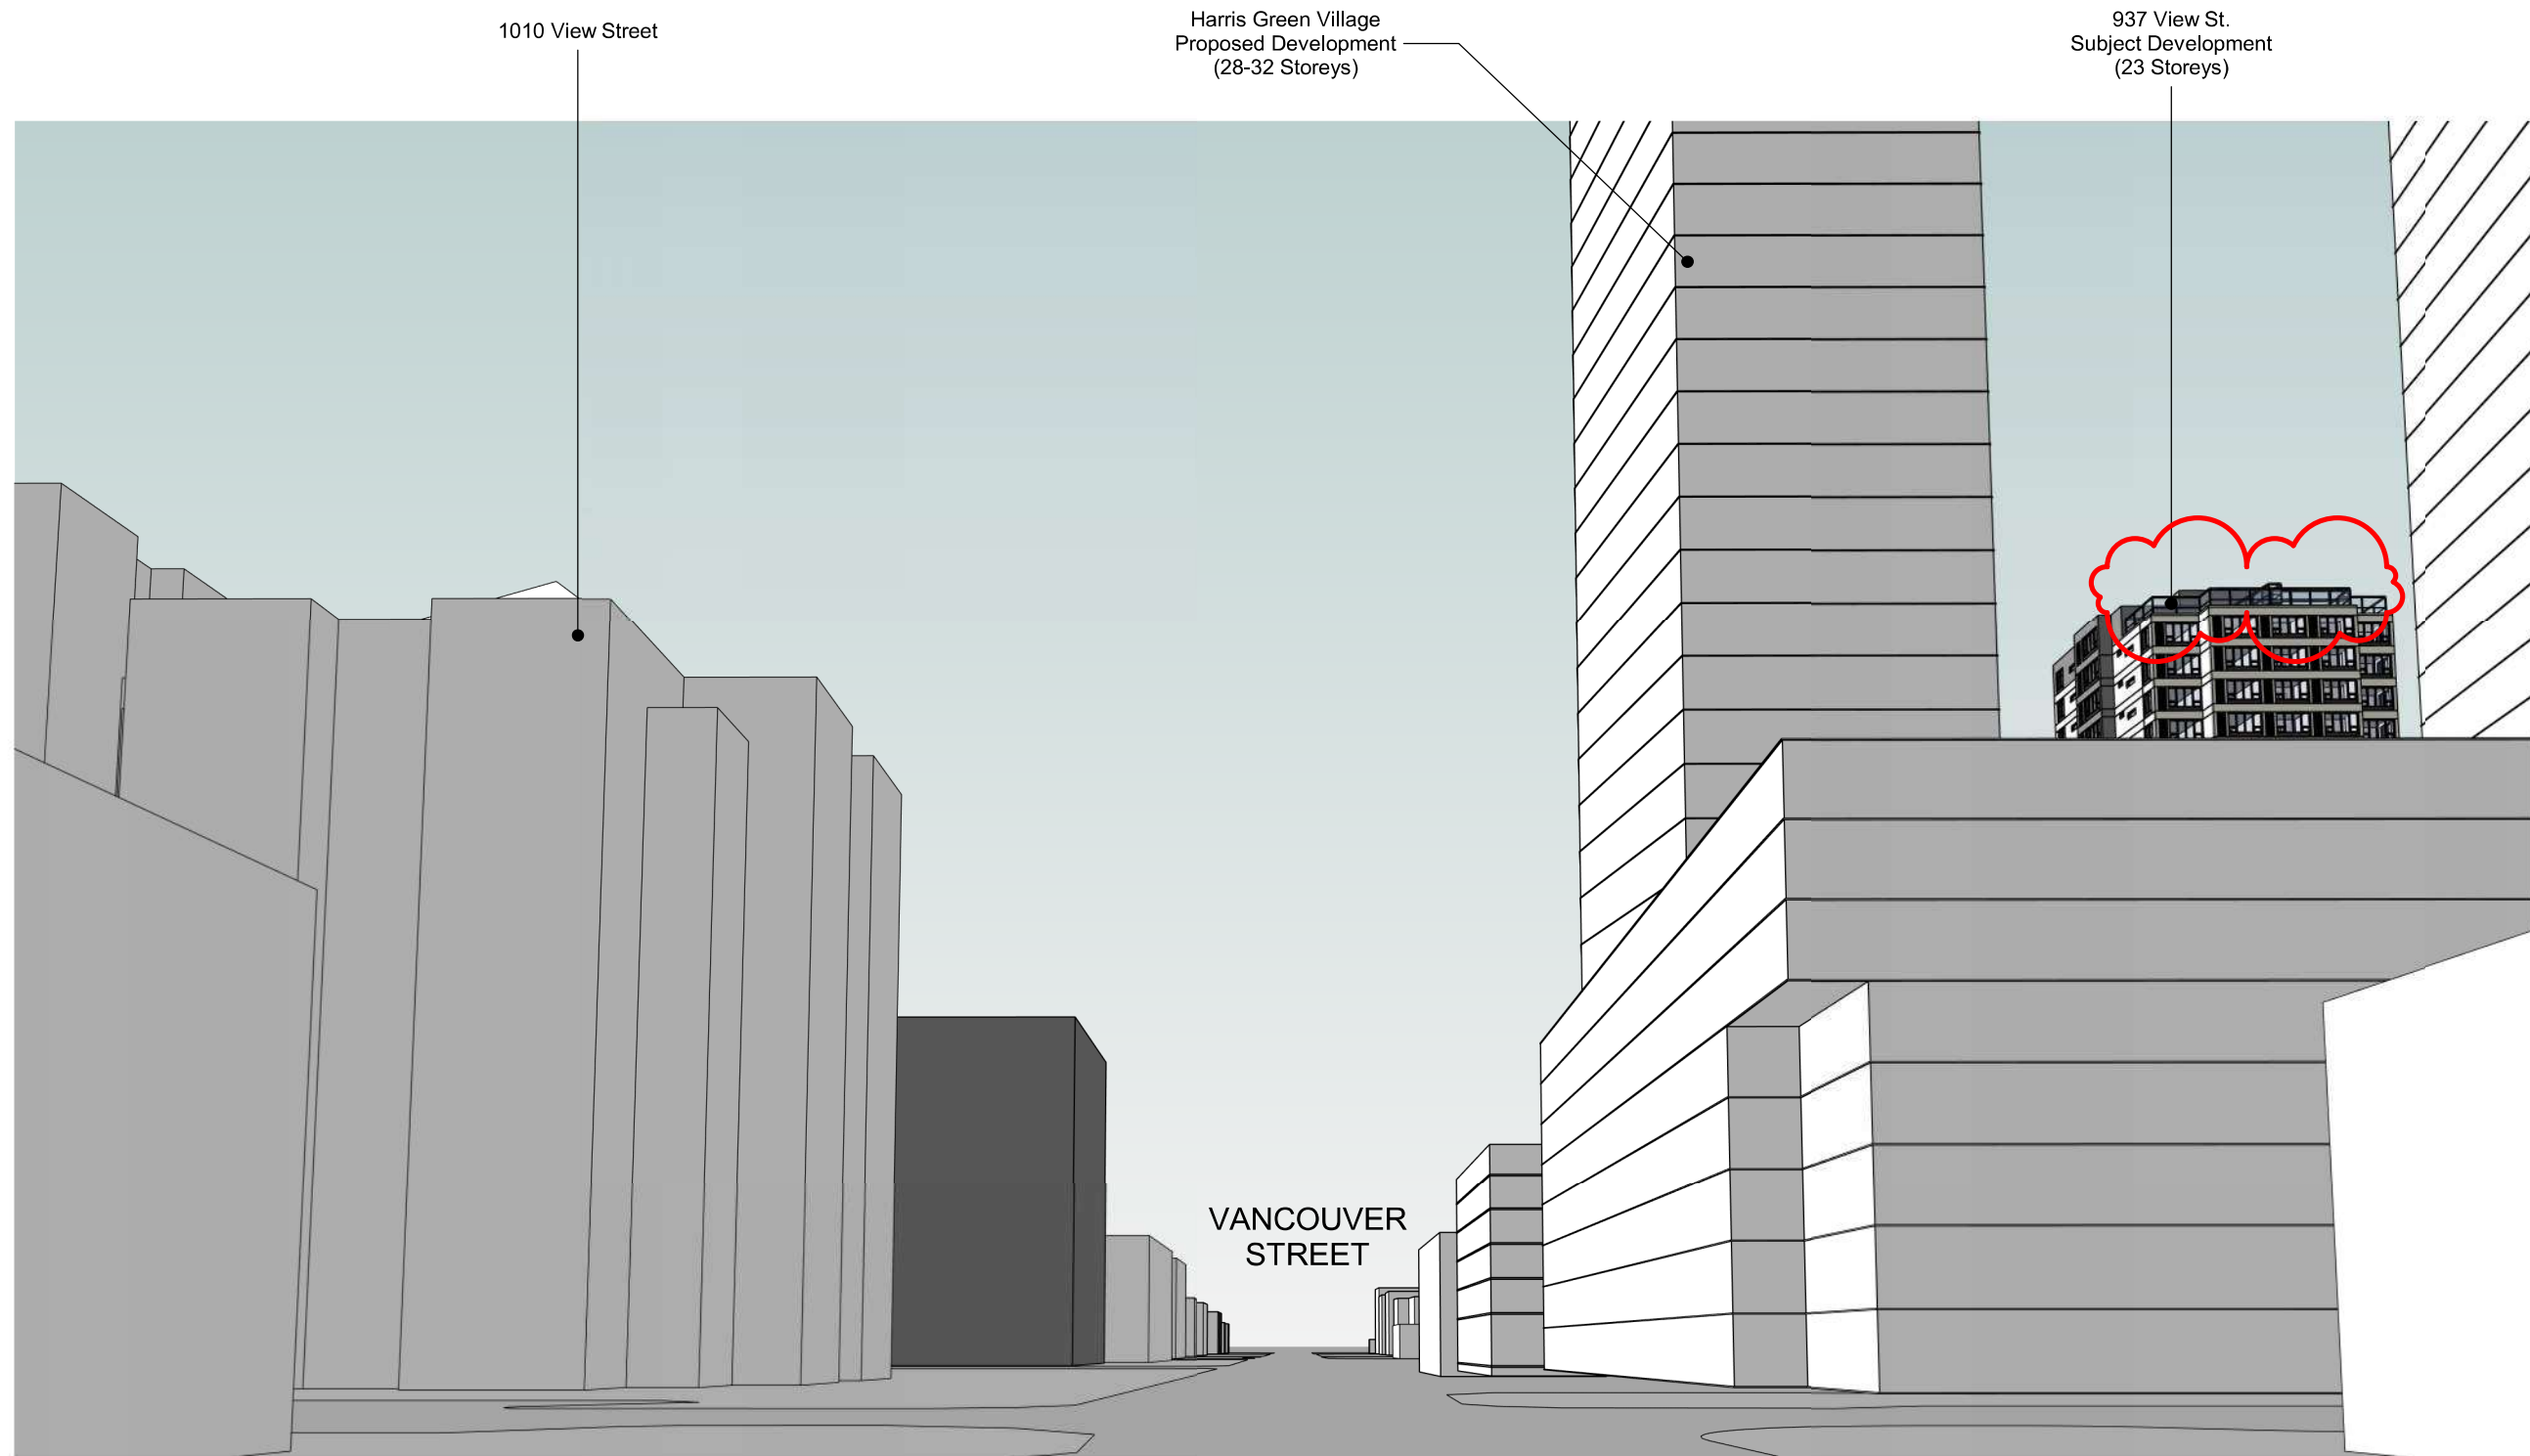 1010 View Street
Harris Green Village
Proposed Development
(28-32 Storeys)
937 View St.
Subject Development
(23 Storeys)
VANCOUVER
STREET